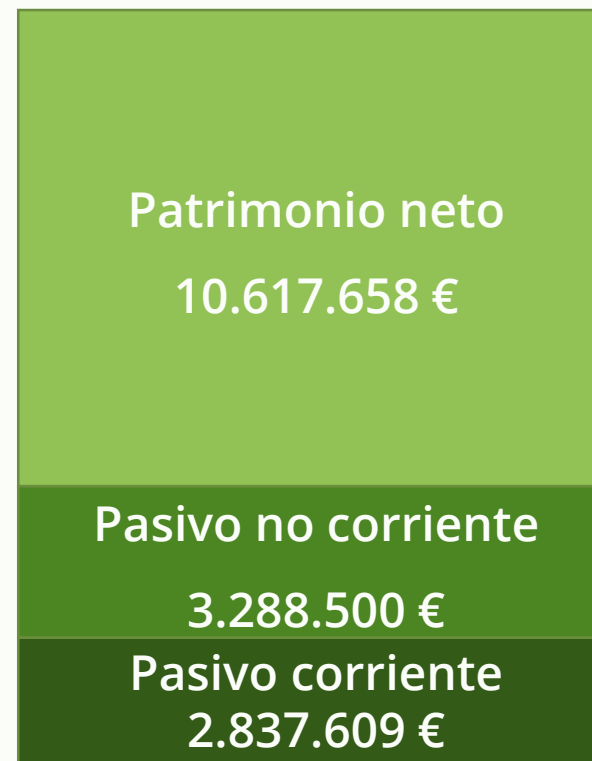 Patrimonio neto
10.617.658 €
Pasivo no corriente
3.288.500 €
Pasivo corriente
2.837.609 €